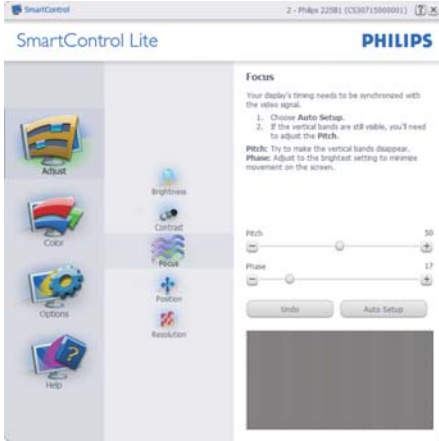 SmartControl
2 - Philips 225B1 (CS30715000001)
SmartControl Lite
PHILIPS
Adjust
Color
Options
Help
Brightness
Contrast
Focus
Position
Resolution
Focus
Your display's timing needs to be synchronized with
the video signal.
1. Choose Auto Setup.
2. If the vertical bands are still visible, you'll need
to adjust the Pitch.
Pitch: Try to make the vertical bands disappear.
Phase: Adjust to the brightest setting to minimize
movement on the screen.
Pitch 50
Phase 17
Undo
Auto Setup